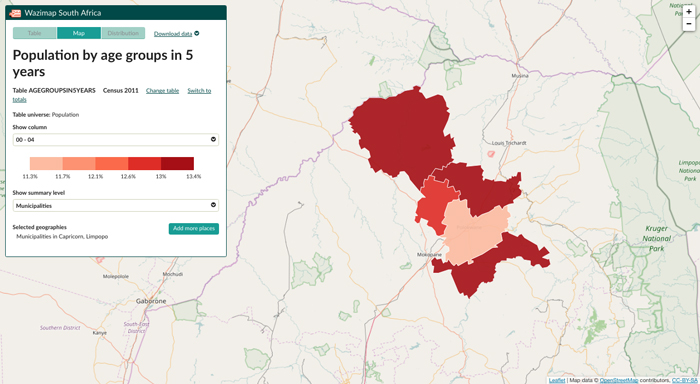 Wazimap South Africa
Table
Map
Distribution
Download data
Population by age groups in 5
years
Table AGEGROUPSIN5YEARS Census 2011 Change table Switch to
totals
Table universe: Population
Show column
00 - 04
11.3% 11.7% 12.1% 12.6% 13% 13.4%
Show summary level
Municipalities
Selected geographies
Add more places
Municipalities in Capricorn, Limpopo
+
−
Musina
Louis Trichardt
Limpopo
National
Park
Kruger
National
Park
Mokopane
Molepolole
Mochudi
Gaborone
Southern District
South-East
District
Kanya
Leaflet | Map data © OpenStreetMap contributors, CC-BY-SA